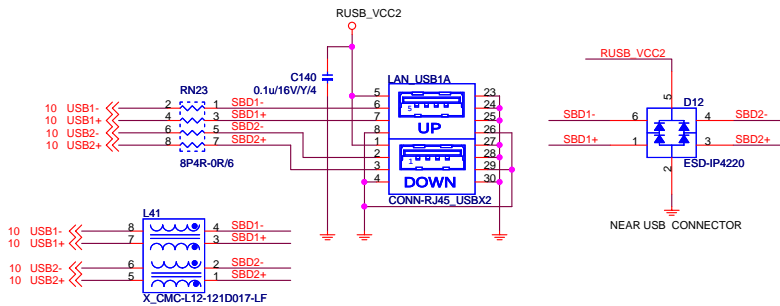 RUSB_VCC2
C140
0.1u/16V/Y/4
LAN_USB1A
5 23
6 24
7 25
8 26
1 27
2 28
3 29
4 30
5
UP
1
DOWN
CONN-RJ45_USBX2
RN23
10 USB1- 2 1 SBD1-
10 USB1+ 4 3 SBD1+
10 USB2- 6 5 SBD2-
10 USB2+ 8 7 SBD2+
8P4R-0R/6
RUSB_VCC2
5
D12
SBD1- 6 4 SBD2-
SBD1+ 1 3 SBD2+
2
ESD-IP4220
NEAR USB CONNECTOR
L41
10 USB1- 8 4 SBD1-
10 USB1+ 7 3 SBD1+
10 USB2- 6 2 SBD2-
10 USB2+ 5 1 SBD2+
X_CMC-L12-121D017-LF